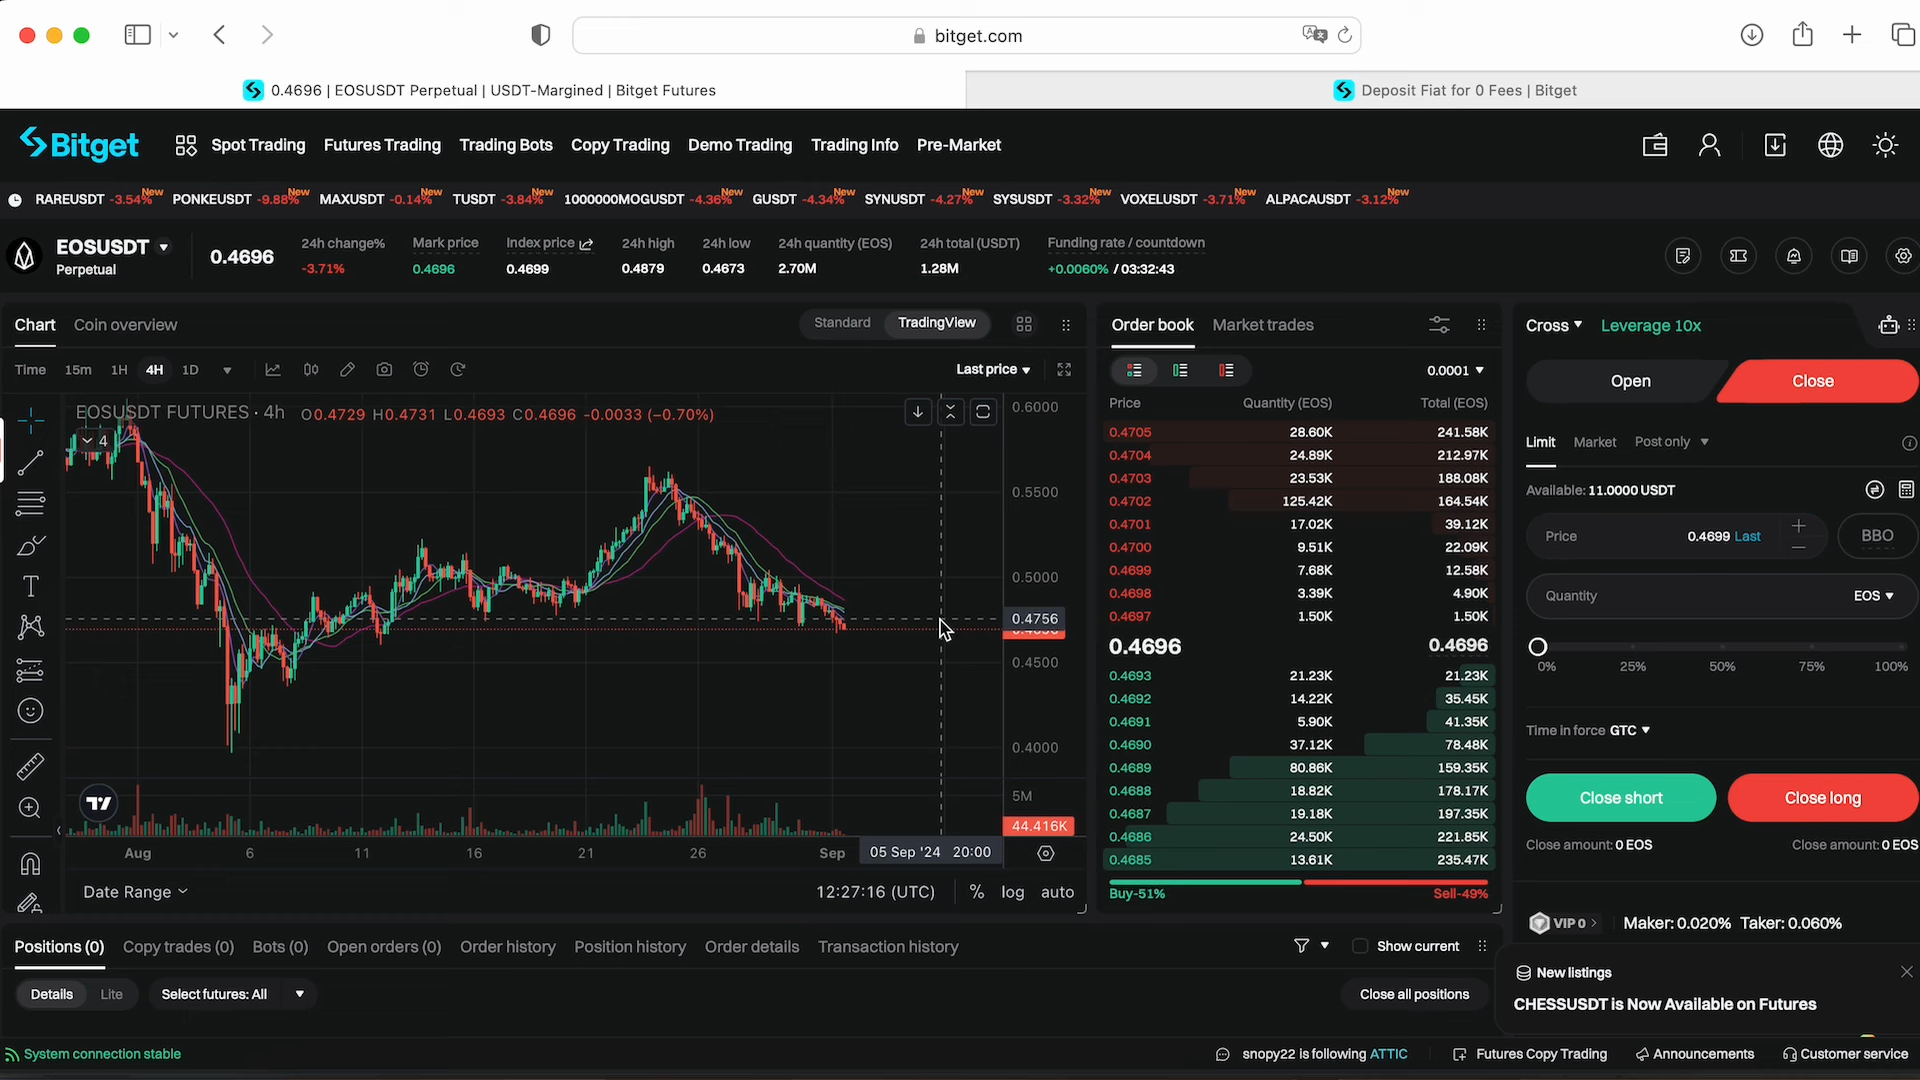 bitget.com
0.4696 | EOSUSDT Perpetual | USDT-Margined | Bitget Futures
Deposit Fiat for 0 Fees | Bitget
Bitget
Spot Trading Futures Trading Trading Bots Copy Trading Demo Trading Trading Info Pre-Market
RAREUSDT -3.54% New PONKEUSDT -9.88% New MAXUSDT -0.14% New TUSDT -3.84% New 1000000MOGUSDT -4.36% New GUSDT -4.34% New SYNUSDT -4.27% New SYSUSDT -3.32% New VOXELUSDT -3.71% New ALPACAUSDT -3.12% New
EOSUSDT
Perpetual
0.4696
24h change% Mark price Index price 24h high 24h low 24h quantity (EOS) 24h total (USDT) Funding rate / countdown
-3.71% 0.4696 0.4699 0.4879 0.4673 2.70M 1.28M +0.0060% / 03:32:43
Chart Coin overview
Standard TradingView
Time 15m 1H 4H 1D
Last price
EOSUSDT FUTURES · 4h O0.4729 H0.4731 L0.4693 C0.4696 -0.0033 (-0.70%)
4
0.6000
0.5500
0.5000
0.4756
0.4500
0.4000
5M
44.416K
Aug 6 11 16 21 26 Sep 05 Sep '24 20:00
Date Range
12:27:16 (UTC) % log auto
Order book Market trades
0.0001
Price Quantity (EOS) Total (EOS)
0.4705 28.60K 241.58K
0.4704 24.89K 212.97K
0.4703 23.53K 188.08K
0.4702 125.42K 164.54K
0.4701 17.02K 39.12K
0.4700 9.51K 22.09K
0.4699 7.68K 12.58K
0.4698 3.39K 4.90K
0.4697 1.50K 1.50K
0.4696 0.4696
0.4693 21.23K 21.23K
0.4692 14.22K 35.45K
0.4691 5.90K 41.35K
0.4690 37.12K 78.48K
0.4689 80.86K 159.35K
0.4688 18.82K 178.17K
0.4687 19.18K 197.35K
0.4686 24.50K 221.85K
0.4685 13.61K 235.47K
Buy-51% Sell-49%
Cross Leverage 10x
Open Close
Limit Market Post only
Available: 11.0000 USDT
Price 0.4699 Last BBO
Quantity EOS
0% 25% 50% 75% 100%
Time in force GTC
Close short Close long
Close amount: 0 EOS Close amount: 0 EOS
VIP 0 Maker: 0.020% Taker: 0.060%
Positions (0) Copy trades (0) Bots (0) Open orders (0) Order history Position history Order details Transaction history
Show current
Details Lite Select futures: All
Close all positions
New listings
CHESSUSDT is Now Available on Futures
System connection stable
snopy22 is following ATTIC Futures Copy Trading Announcements Customer service